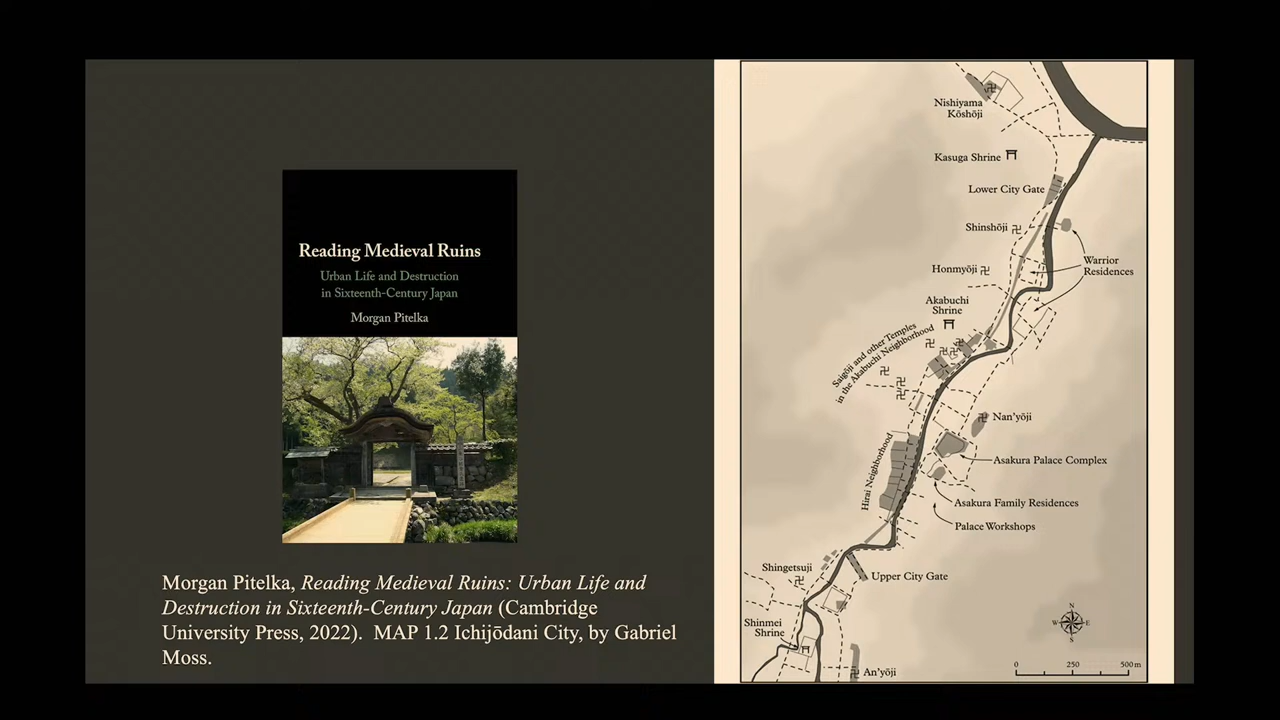 Reading Medieval Ruins
Urban Life and Destruction
in Sixteenth-Century Japan
Morgan Pitelka
Morgan Pitelka, Reading Medieval Ruins: Urban Life and
Destruction in Sixteenth-Century Japan (Cambridge
University Press, 2022).  MAP 1.2 Ichijōdani City, by Gabriel
Moss.
Nishiyama
Kōshōji
Kasuga Shrine
Lower City Gate
Shinshōji
Warrior
Residences
Honmyōji
Akabuchi
Shrine
Saigōji and other Temples
in the Akabuchi Neighborhood
Nan'yōji
Hirai Neighborhood
Asakura Palace Complex
Asakura Family Residences
Palace Workshops
Shingetsuji
Upper City Gate
Shinmei
Shrine
An'yōji
N
W E
S
0 250 500 m